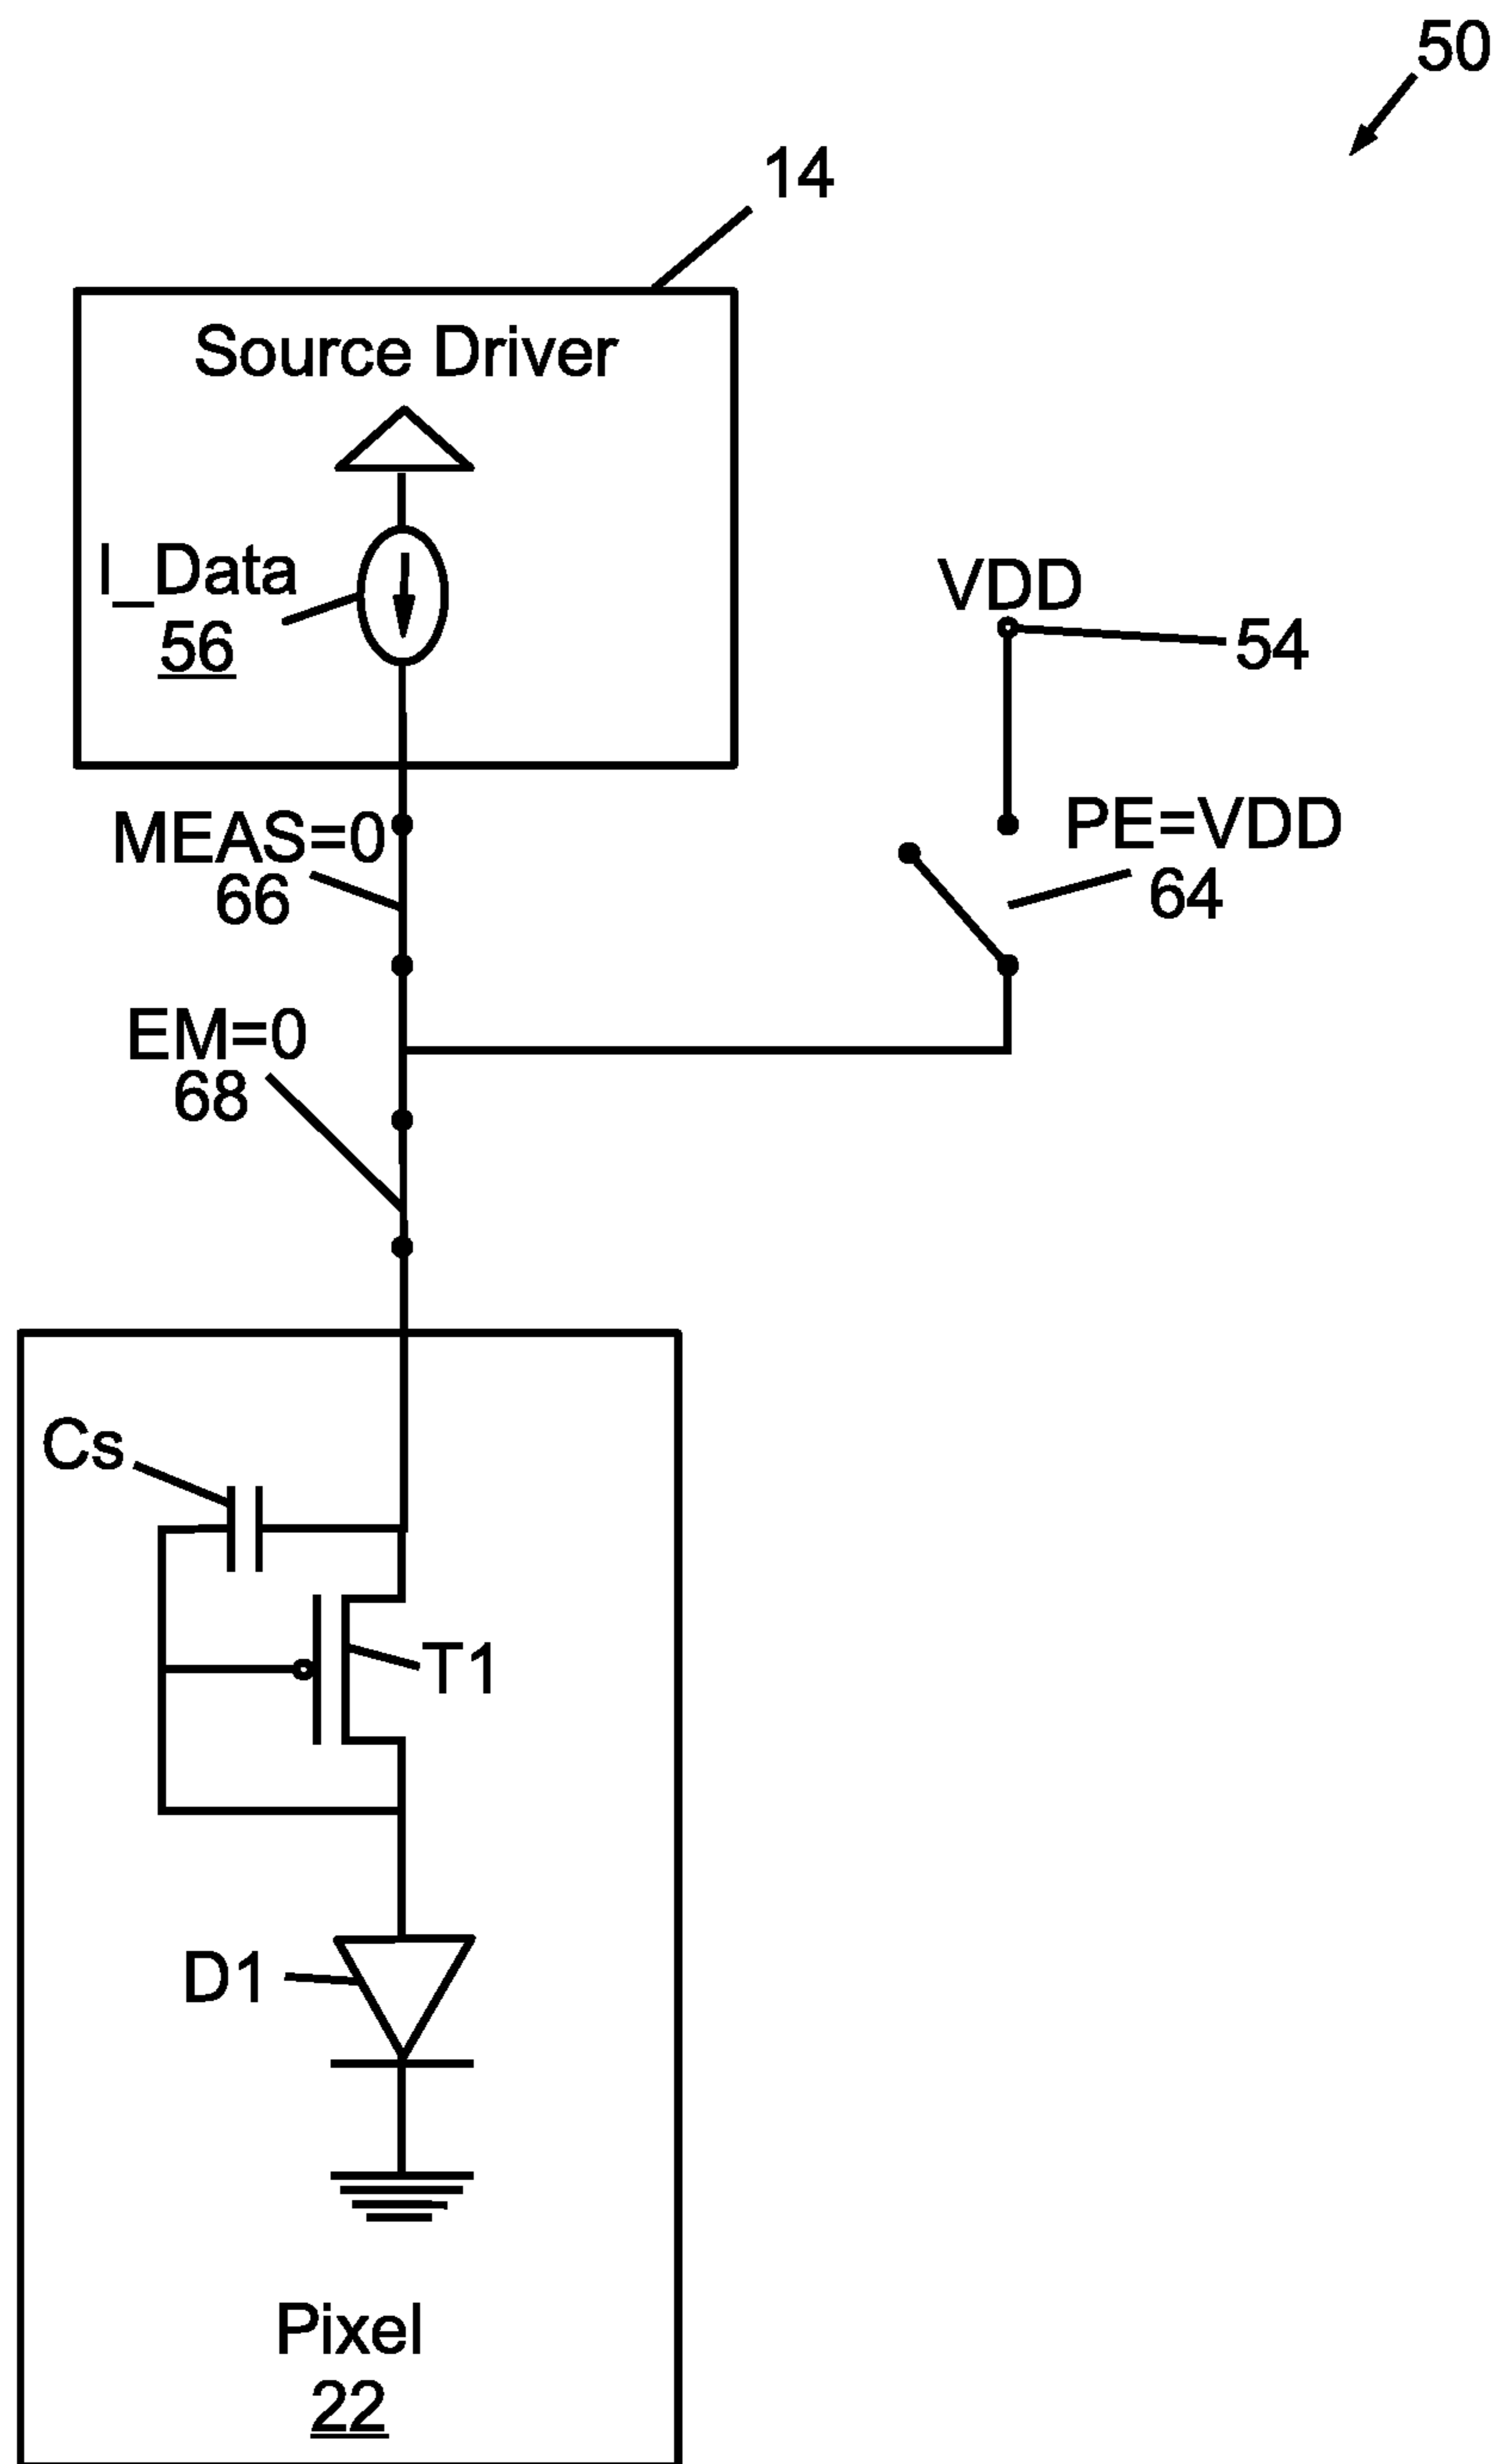 50
14
Source Driver
I_Data
56
VDD
54
MEAS=0
66
PE=VDD
64
EM=0
68
Cs
T1
D1
Pixel
22